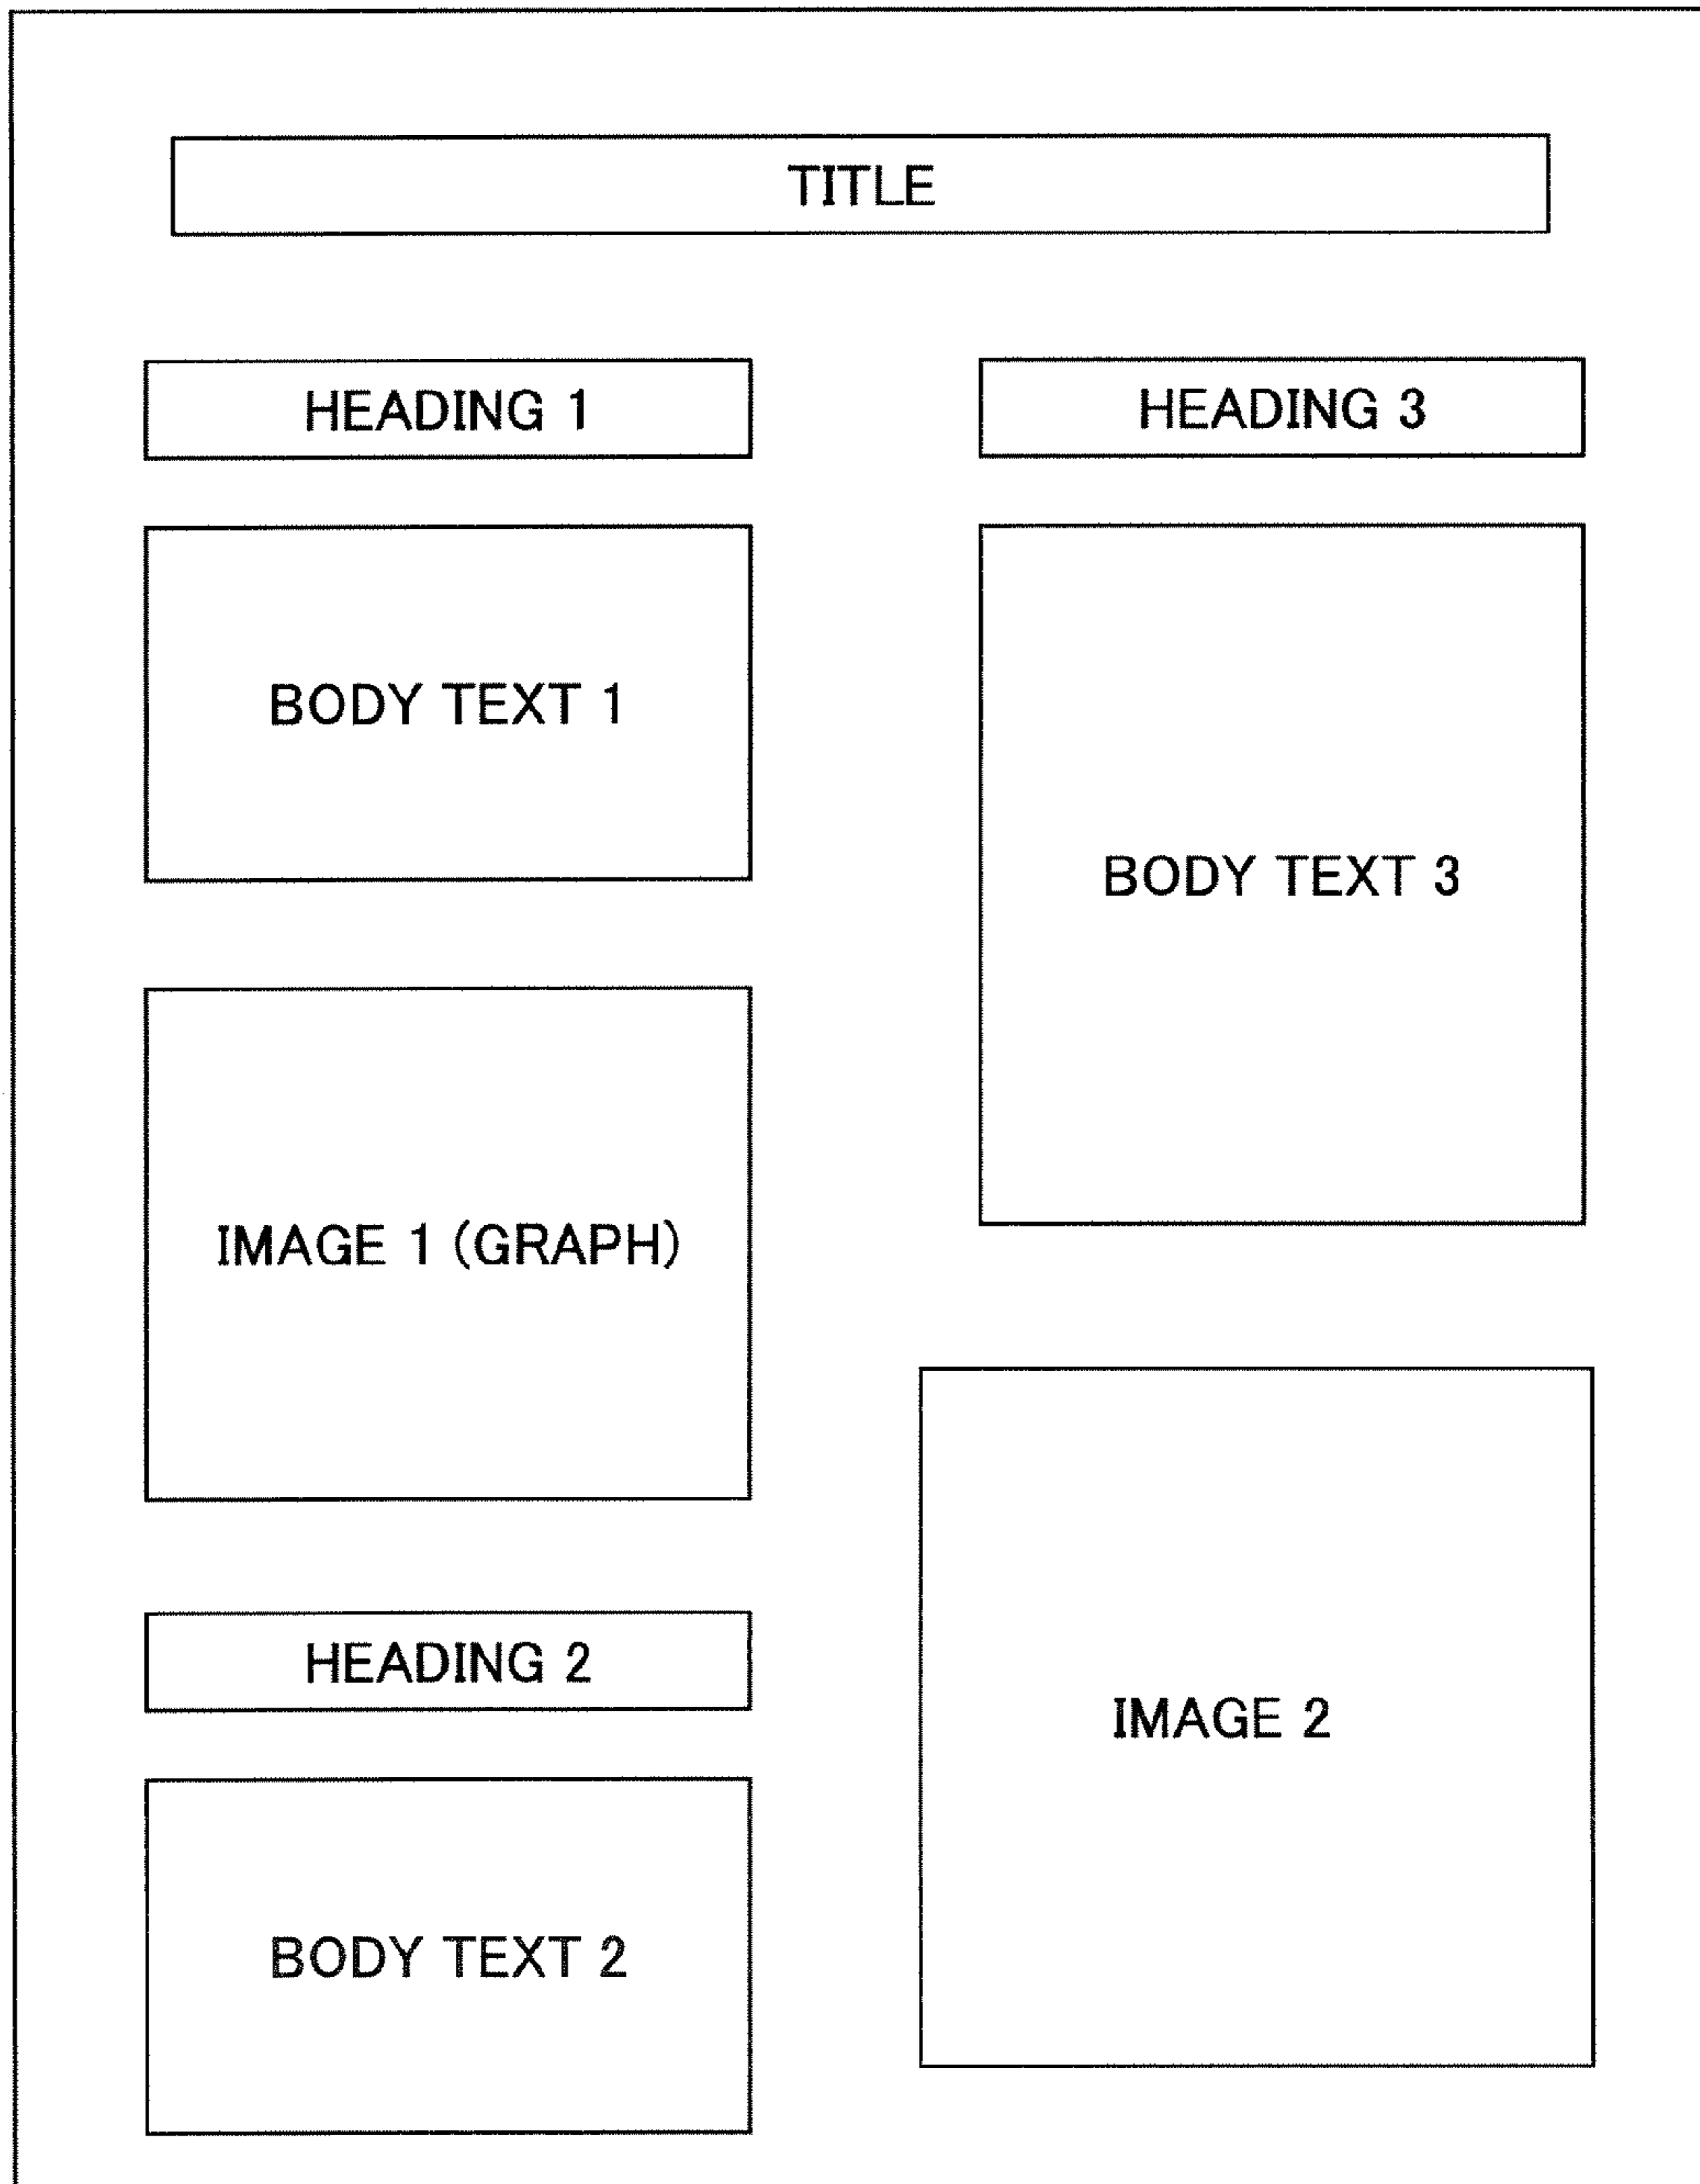 TITLE
HEADING 1
BODY TEXT 1
IMAGE 1 (GRAPH)
HEADING 2
BODY TEXT 2
HEADING 3
BODY TEXT 3
IMAGE 2